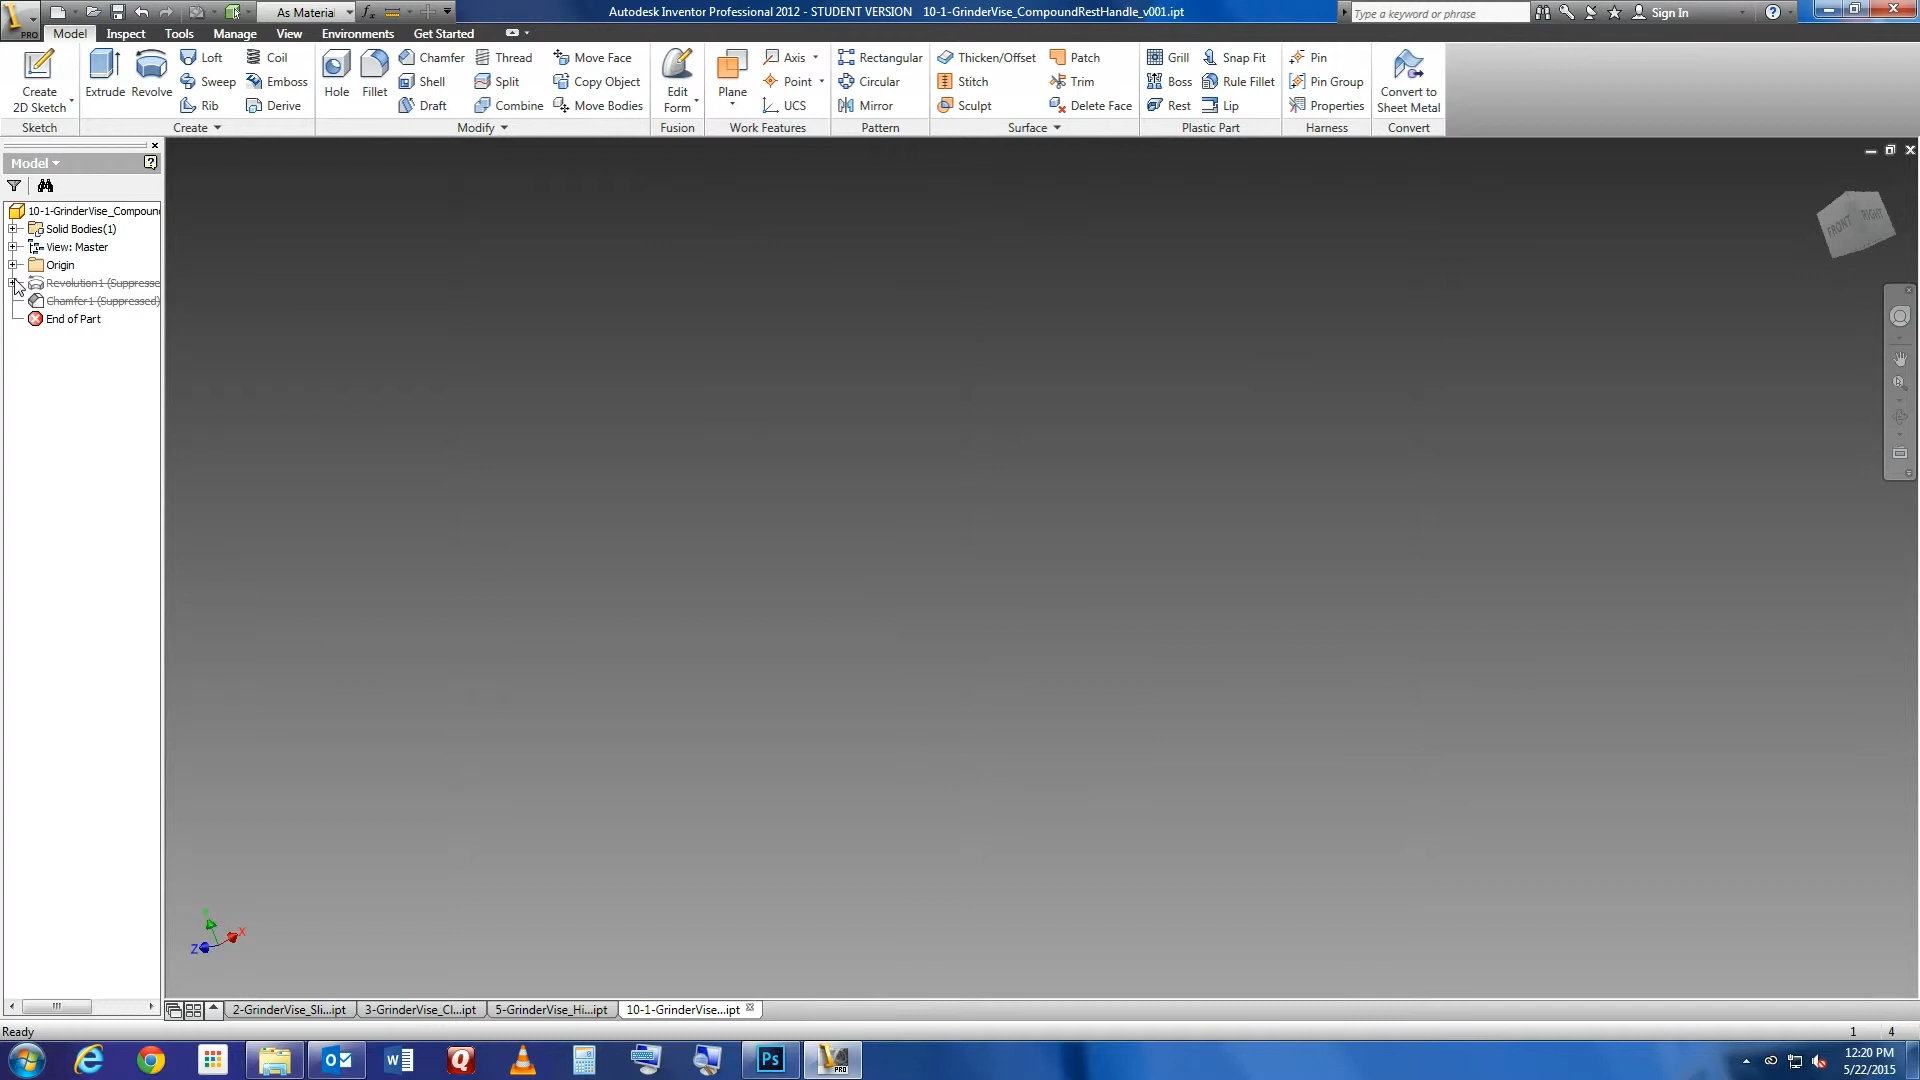 As Material
Autodesk Inventor Professional 2012 - STUDENT VERSION 10-1-GrinderVise_CompoundRestHandle_v001.ipt
Type a keyword or phrase
Sign In
PRO
Model Inspect Tools Manage View Environments Get Started
Create
2D Sketch
Extrude
Revolve
Loft
Sweep
Rib
Coil
Emboss
Derive
Hole
Fillet
Chamfer
Shell
Draft
Thread
Split
Combine
Move Face
Copy Object
Move Bodies
Edit
Form
Plane
Axis
Point
UCS
Rectangular
Circular
Mirror
Thicken/Offset
Stitch
Sculpt
Patch
Trim
Delete Face
Grill
Boss
Rest
Snap Fit
Rule Fillet
Lip
Pin
Pin Group
Properties
Convert to
Sheet Metal
Sketch Create Modify Fusion Work Features Pattern Surface Plastic Part Harness Convert
Model
10-1-GrinderVise_Compoun
Solid Bodies(1)
View: Master
Origin
Revolution1 (Suppresse
Chamfer1 (Suppressed)
End of Part
FRONT RIGHT
Y
X
Z
2-GrinderVise_Sli...ipt 3-GrinderVise_Cl...ipt 5-GrinderVise_Hi...ipt 10-1-GrinderVise...ipt
Ready
1 4
Ps
PRO
12:20 PM
5/22/2015